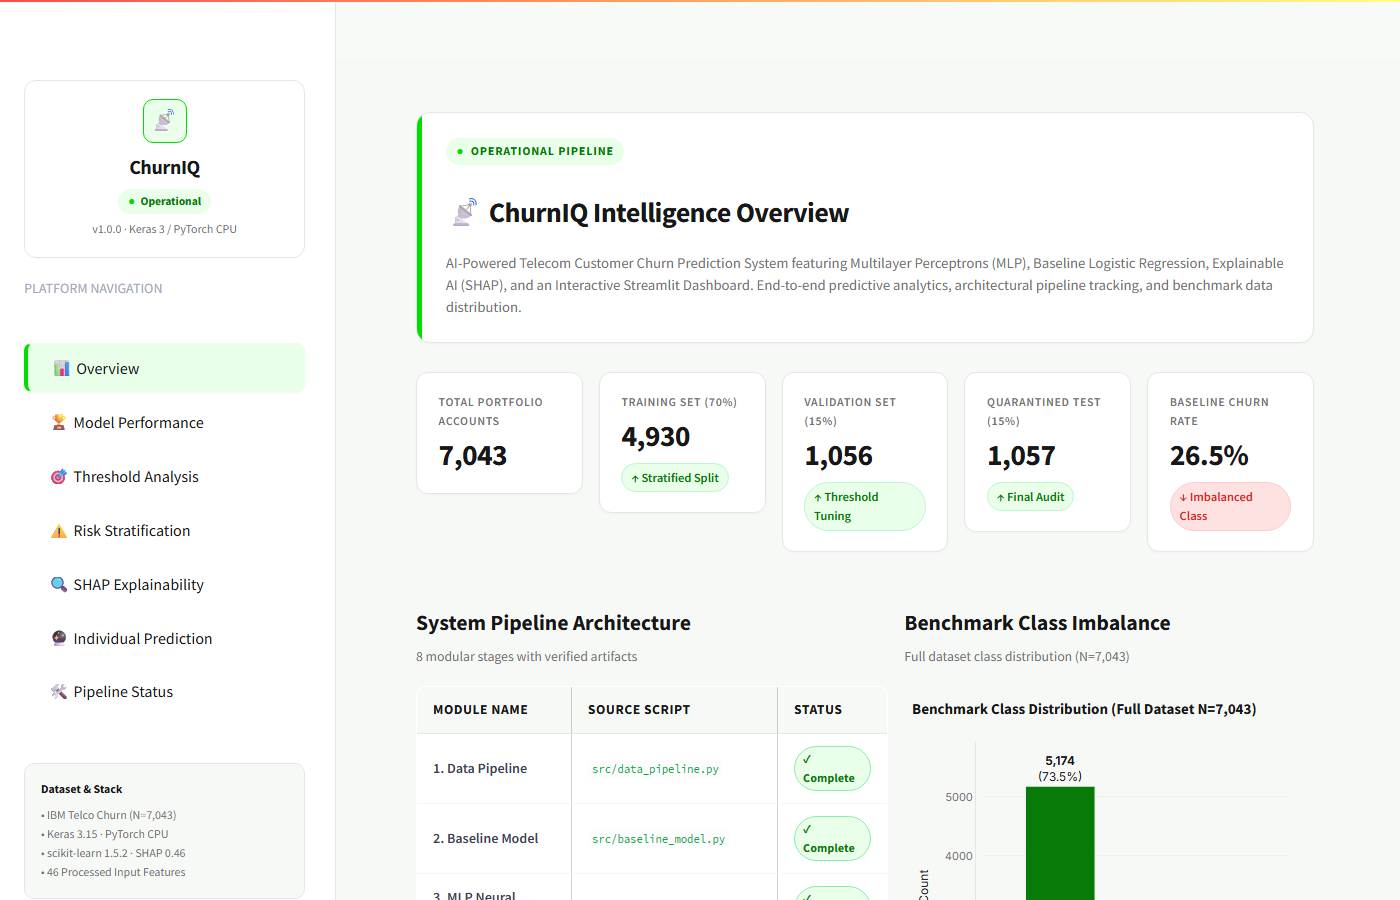 ChurnIQ
● Operational
v1.0.0 · Keras 3 / PyTorch CPU
PLATFORM NAVIGATION
Overview
Model Performance
Threshold Analysis
Risk Stratification
SHAP Explainability
Individual Prediction
Pipeline Status
Dataset & Stack
• IBM Telco Churn (N=7,043)
• Keras 3.15 · PyTorch CPU
• scikit-learn 1.5.2 · SHAP 0.46
• 46 Processed Input Features
● OPERATIONAL PIPELINE
ChurnIQ Intelligence Overview
AI-Powered Telecom Customer Churn Prediction System featuring Multilayer Perceptrons (MLP), Baseline Logistic Regression, Explainable
AI (SHAP), and an Interactive Streamlit Dashboard. End-to-end predictive analytics, architectural pipeline tracking, and benchmark data
distribution.
TOTAL PORTFOLIO
ACCOUNTS
7,043
TRAINING SET (70%)
4,930
↑ Stratified Split
VALIDATION SET
(15%)
1,056
↑ Threshold
Tuning
QUARANTINED TEST
(15%)
1,057
↑ Final Audit
BASELINE CHURN
RATE
26.5%
↓ Imbalanced
Class
System Pipeline Architecture
8 modular stages with verified artifacts
MODULE NAME SOURCE SCRIPT STATUS
1. Data Pipeline src/data_pipeline.py ✓
Complete
2. Baseline Model src/baseline_model.py ✓
Complete
3. MLP Neural ✓
Benchmark Class Imbalance
Full dataset class distribution (N=7,043)
Benchmark Class Distribution (Full Dataset N=7,043)
5,174
(73.5%)
5000
4000
Count